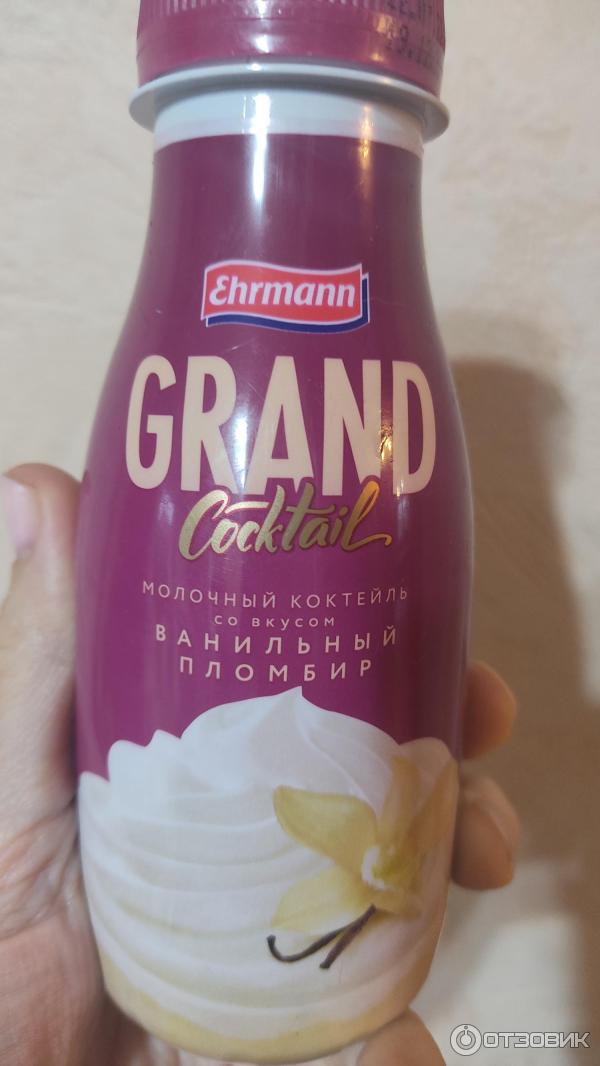 Ehrmann
GRAND
Cocktail
МОЛОЧНЫЙ КОКТЕЙЛЬ
со вкусом
ВАНИЛЬНЫЙ
ПЛОМБИР
ОТЗОВИК